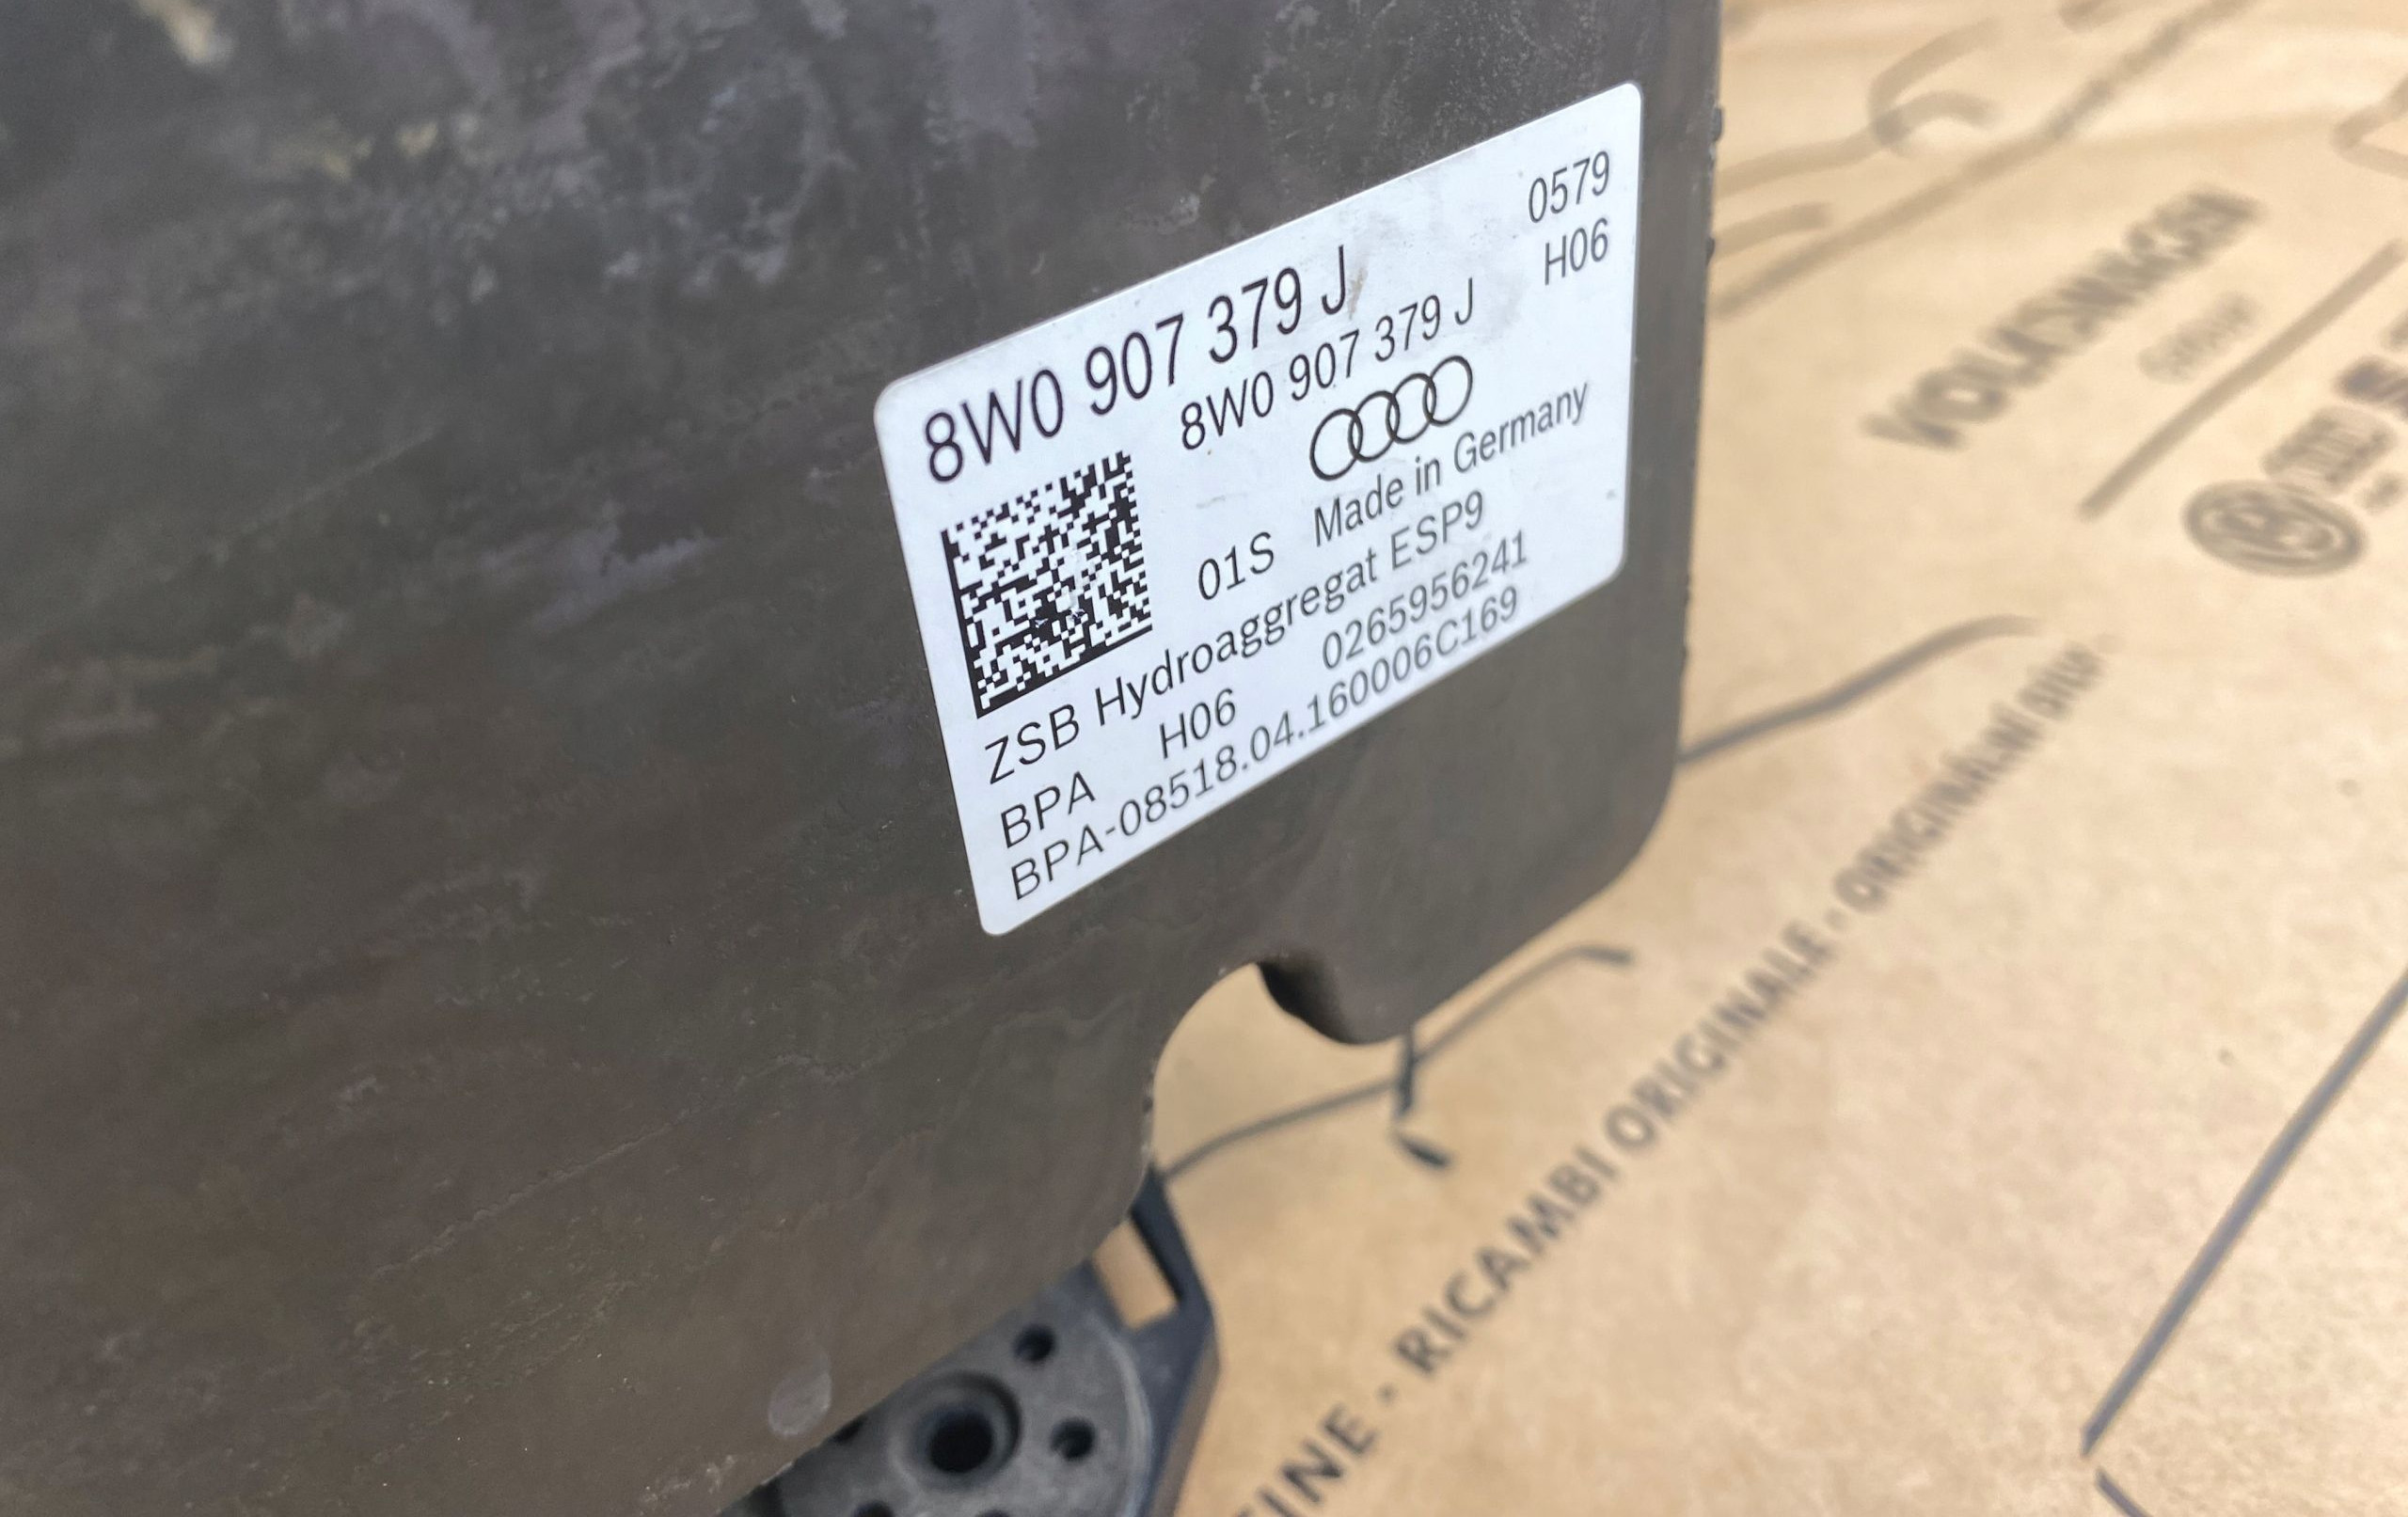 0579
8W0 907 379 J
H06
8W0 907 379 J
01S Made in Germany
ZSB Hydroaggregat ESP9
BPA H06 0265956241
BPA-08518.04.160006C169
VOLKSWAGEN
RICAMBI ORIGINALE - ORIGINAL